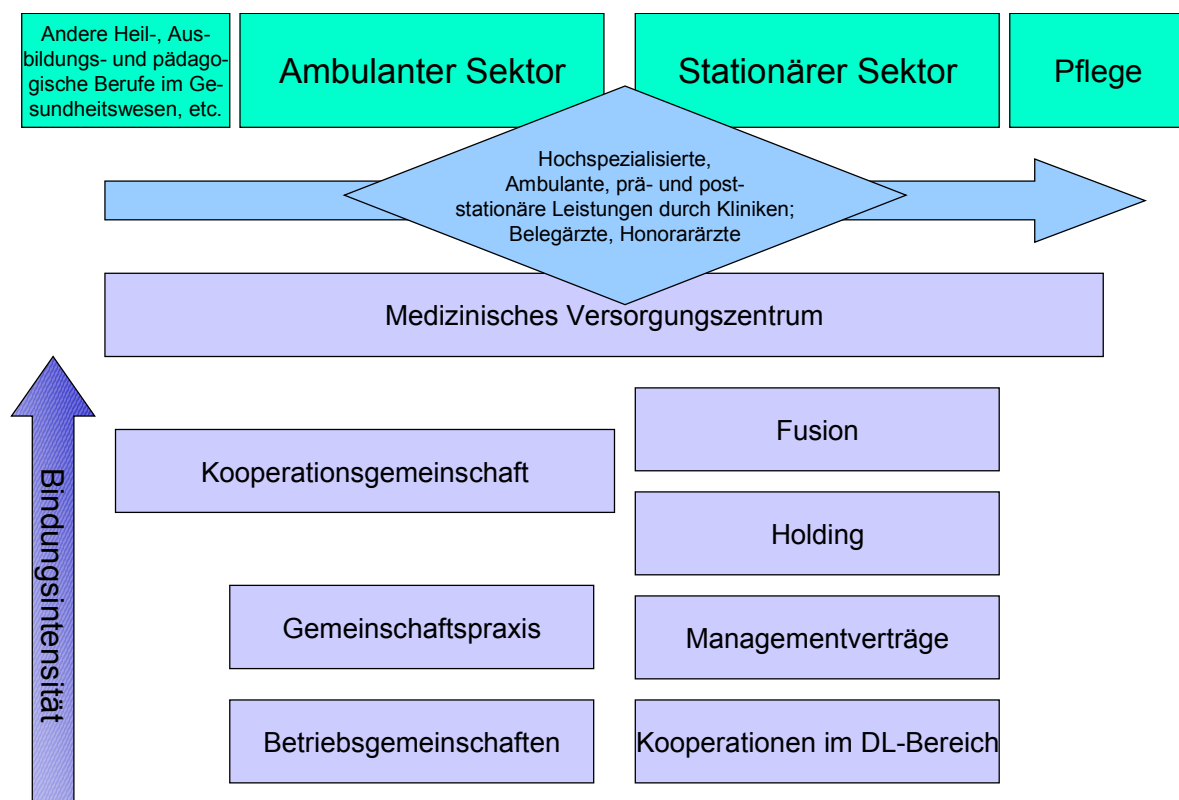 Andere Heil-, Aus-
bildungs- und pädago-
gische Berufe im Ge-
sundheitswesen, etc.
Ambulanter Sektor
Stationärer Sektor
Pflege
Hochspezialisierte,
Ambulante, prä- und post-
stationäre Leistungen durch Kliniken;
Belegärzte, Honorarärzte
Medizinisches Versorgungszentrum
Bindungsintensität
Kooperationsgemeinschaft
Fusion
Holding
Gemeinschaftspraxis
Managementverträge
Betriebsgemeinschaften
Kooperationen im DL-Bereich